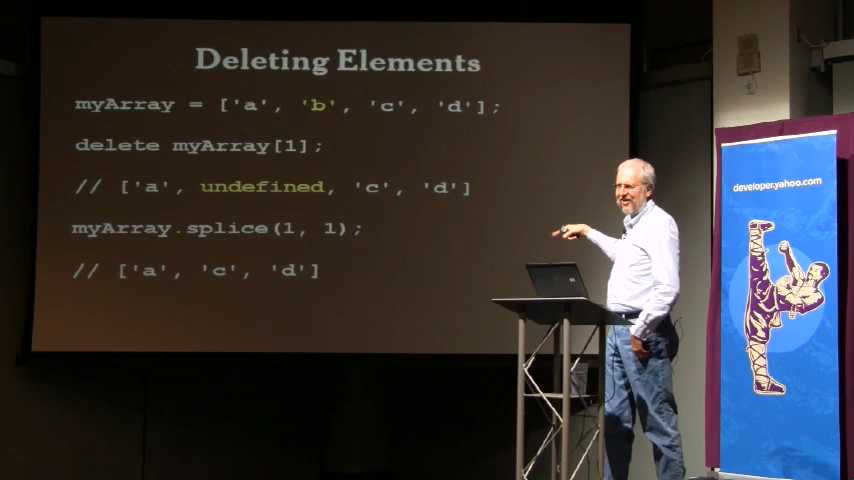 Deleting Elements
myArray = ['a', 'b', 'c', 'd'];
delete myArray[1];
// ['a', undefined, 'c', 'd']
myArray.splice(1, 1);
// ['a', 'c', 'd']
developer.yahoo.com